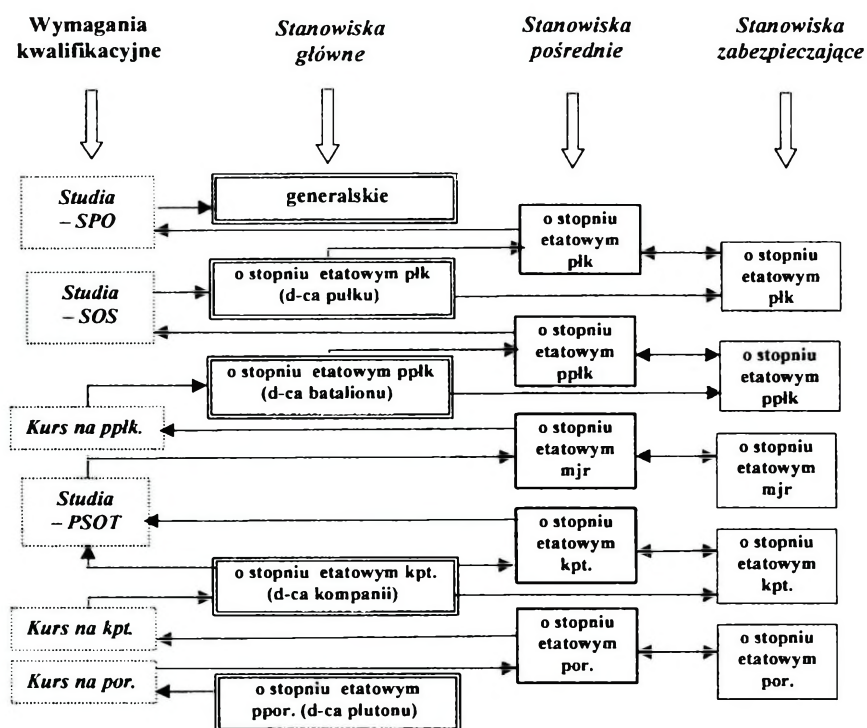 Wymagania
kwalifikacyjne
Stanowiska
główne
Stanowiska
pośrednie
Stanowiska
zabezpieczające
Studia
– SPO
generalskie
o stopniu
etatowym
płk
o stopniu etatowym płk
(d-ca pułku)
o stopniu
etatowym
płk
Studia
– SOS
o stopniu
etatowym
ppłk
o stopniu etatowym ppłk
(d-ca batalionu)
o stopniu
etatowym
ppłk
Kurs na ppłk.
o stopniu
etatowym
mjr
o stopniu
etatowym
mjr
Studia
– PSOT
o stopniu
etatowym
kpt.
o stopniu etatowym kpt.
(d-ca kompanii)
o stopniu
etatowym
kpt.
Kurs na kpt.
o stopniu
etatowym
por.
o stopniu
etatowym
por.
Kurs na por.
o stopniu etatowym
ppor. (d-ca plutonu)